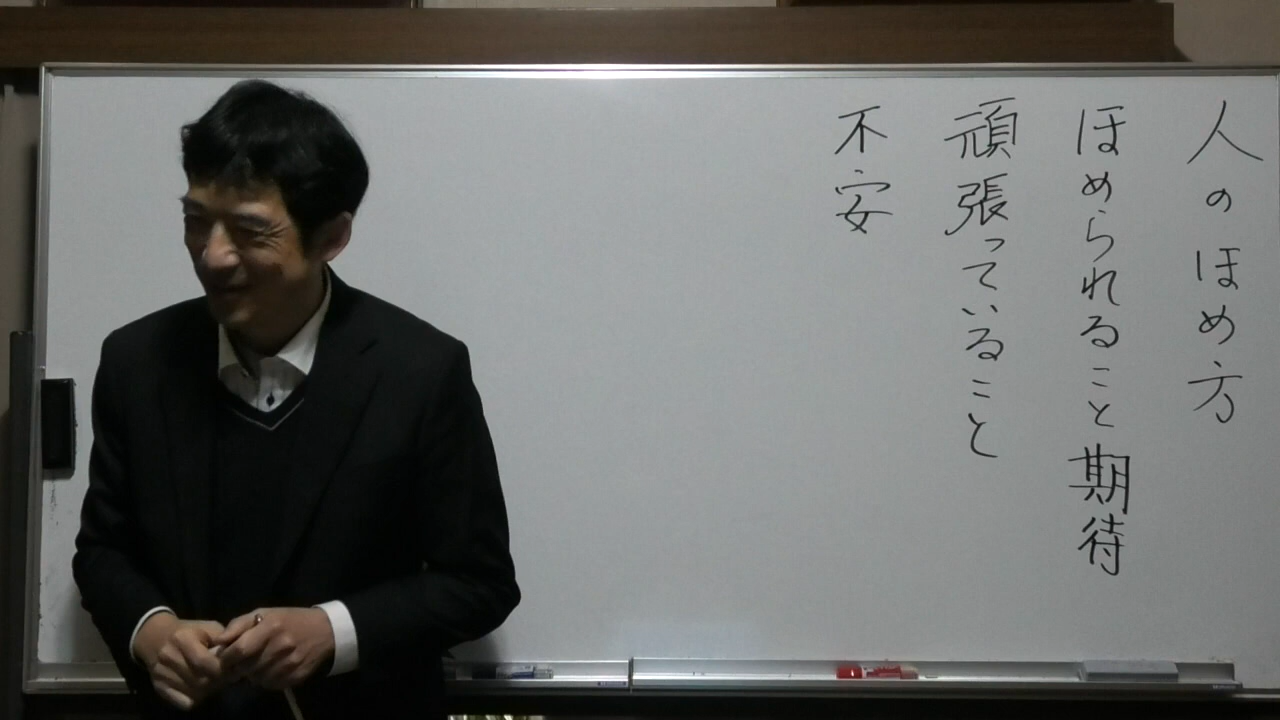 人のほめ方
ほめられること期待
頑張っていること
不安